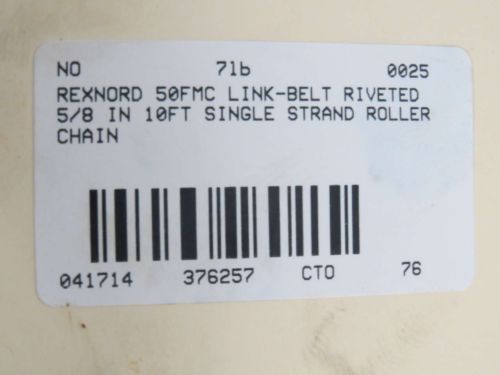 NO 7lb 0025
REXNORD 50FMC LINK-BELT RIVETED
5/8 IN 10FT SINGLE STRAND ROLLER
CHAIN
041714 376257 CTO 76